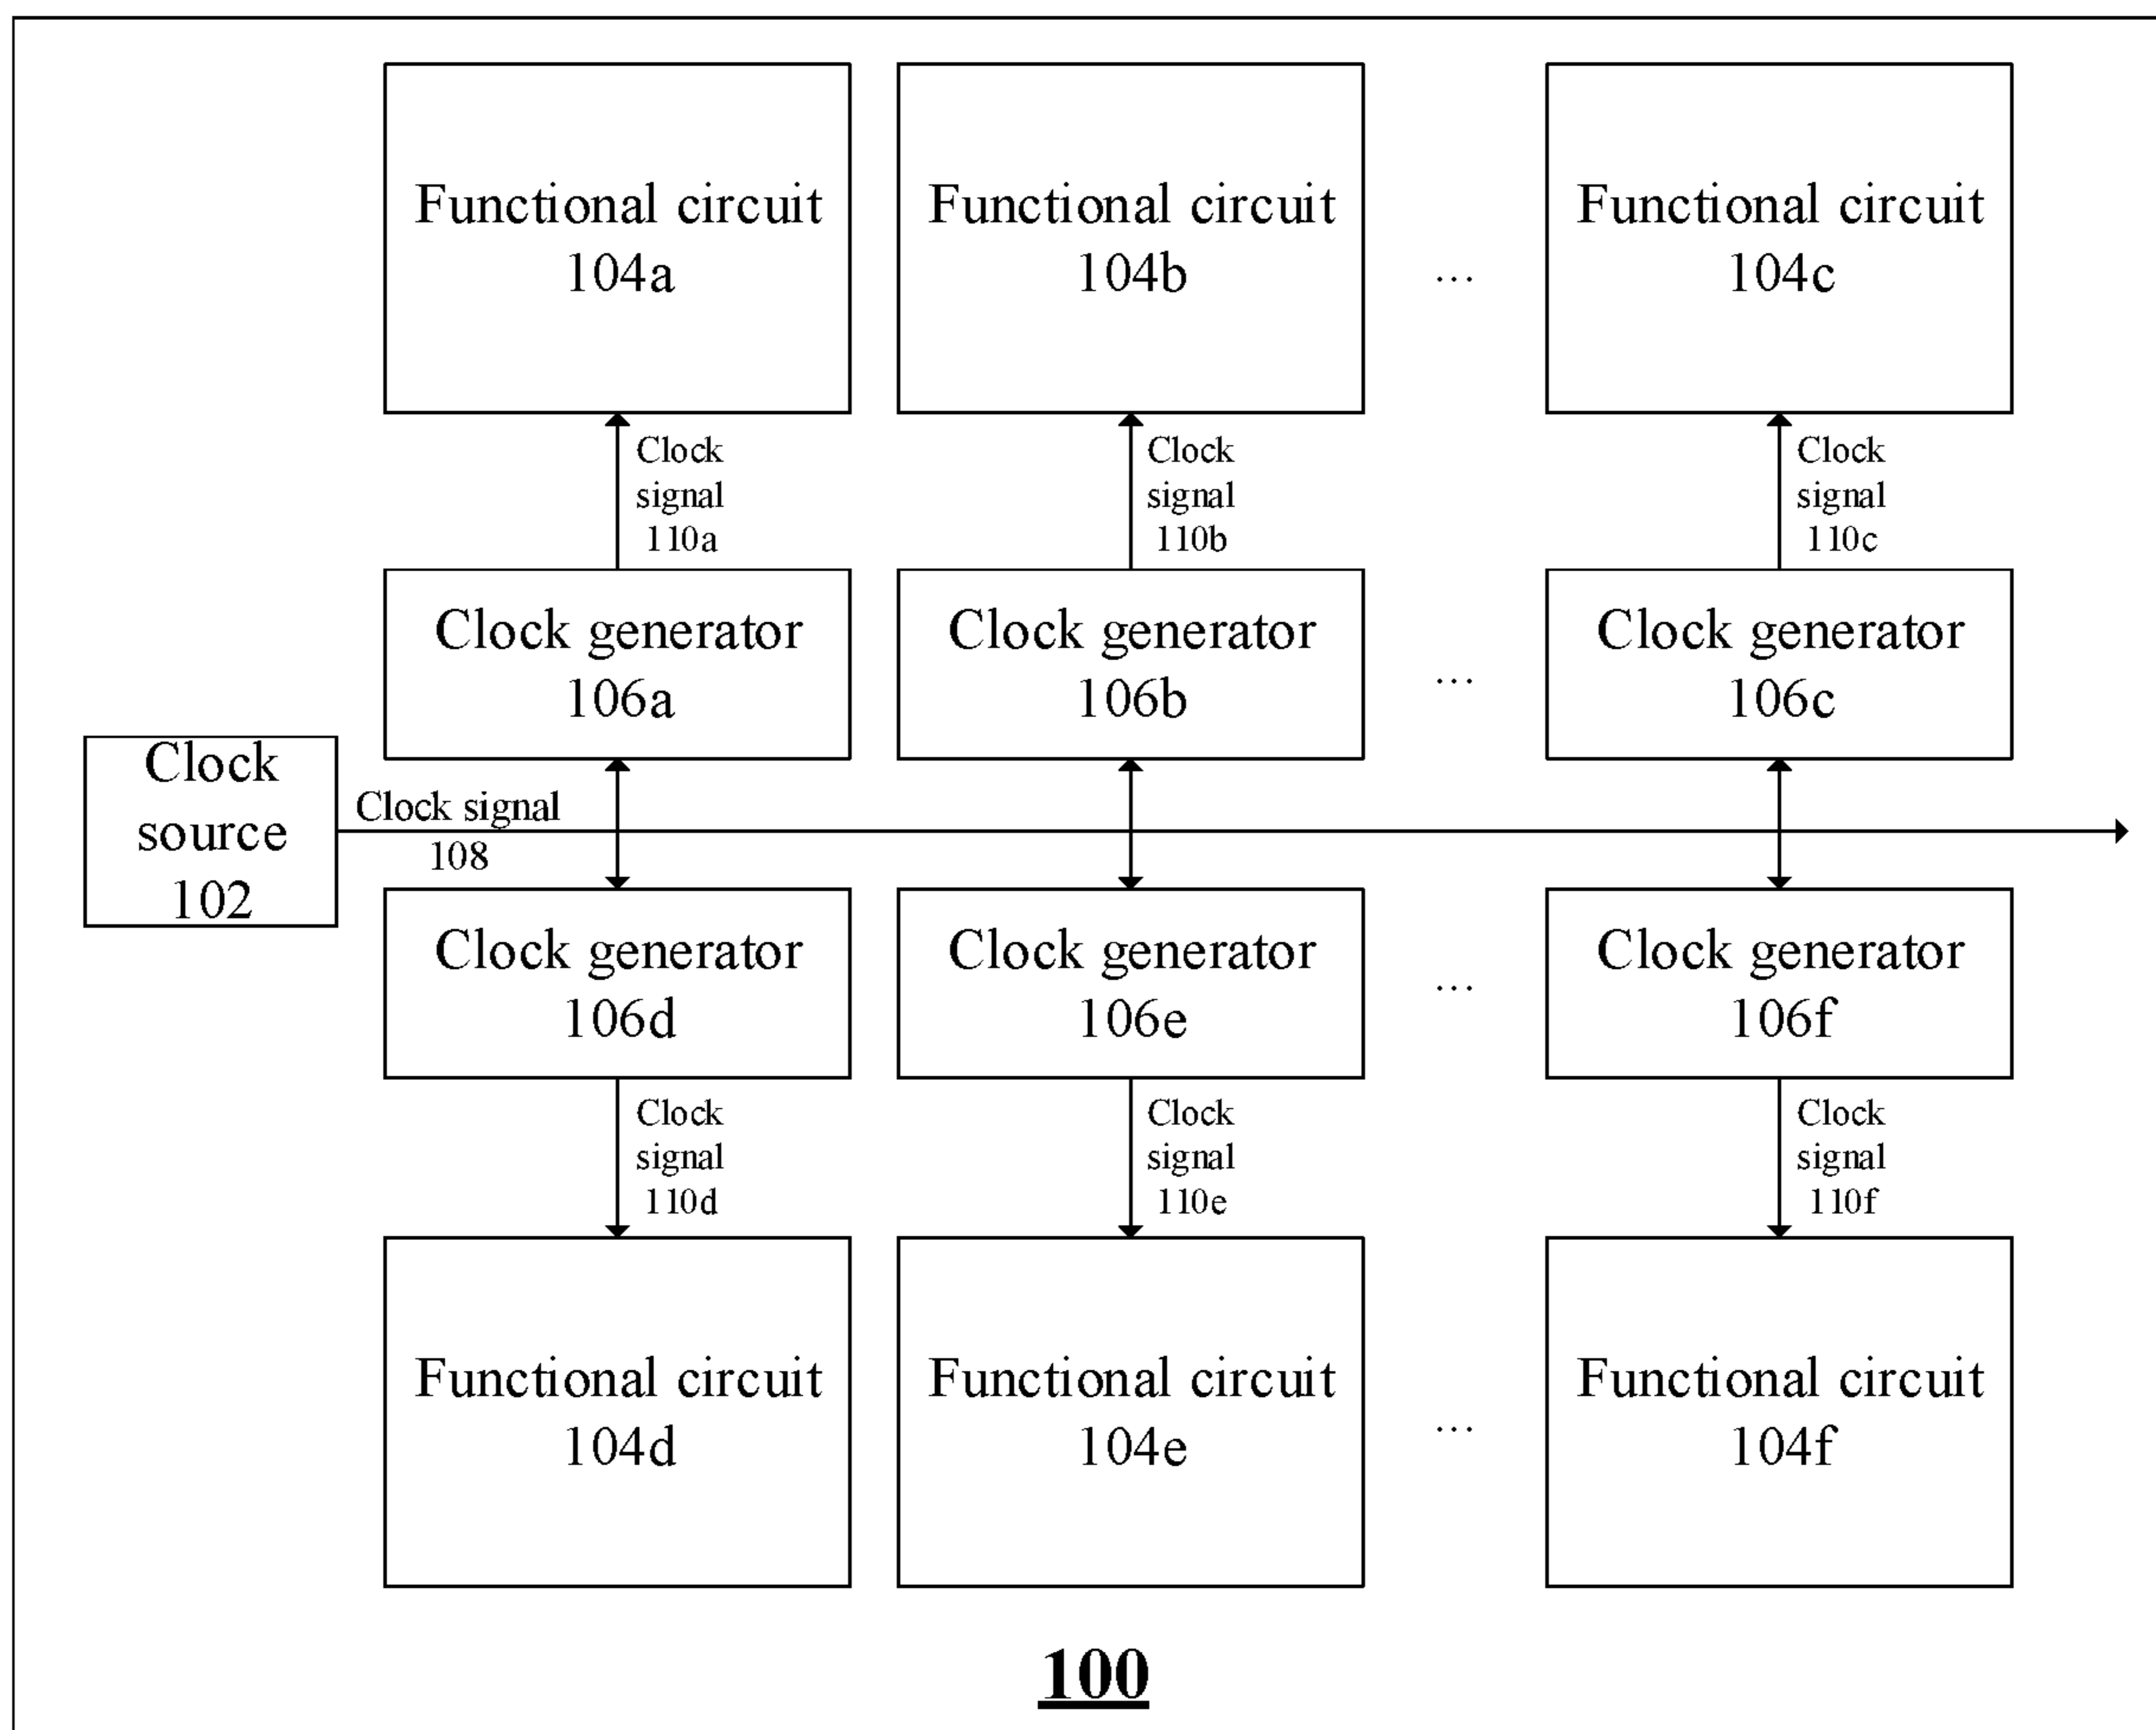 Functional circuit
104a
Functional circuit
104b
...
Functional circuit
104c
Clock
signal
110a
Clock
signal
110b
Clock
signal
110c
Clock generator
106a
Clock generator
106b
...
Clock generator
106c
Clock
source
102
Clock signal
108
Clock generator
106d
Clock generator
106e
...
Clock generator
106f
Clock
signal
110d
Clock
signal
110e
Clock
signal
110f
Functional circuit
104d
Functional circuit
104e
...
Functional circuit
104f
100